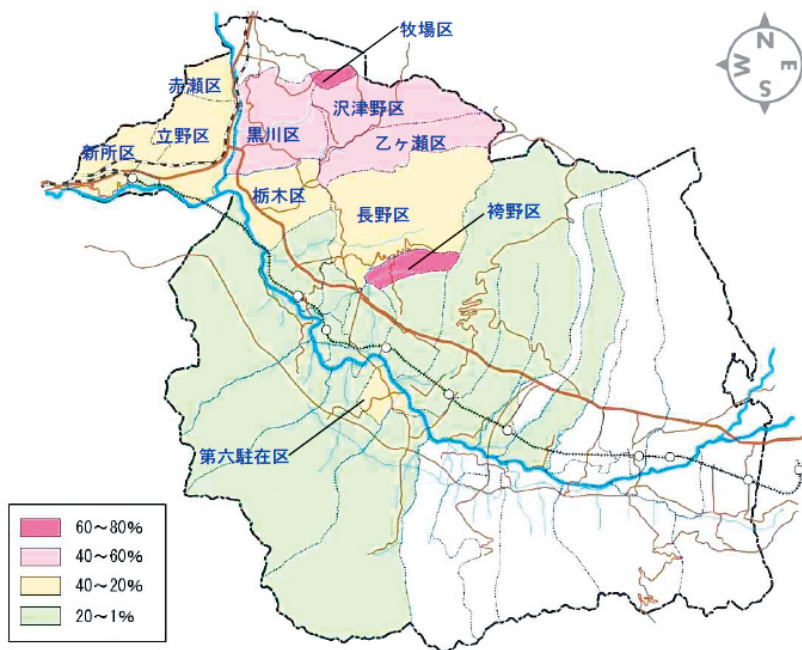 牧場区
N
E
S
W
赤瀬区
沢津野区
立野区
黒川区
乙ヶ瀬区
新所区
栃木区
長野区
袴野区
第六駐在区
60～80%
40～60%
40～20%
20～1%